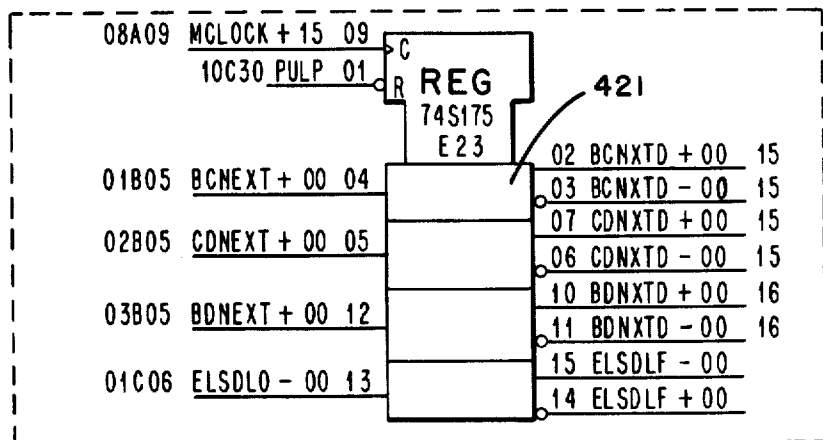 08A09 MCLOCK + 15 09 C
10C30 PULP 01 R
REG
74S175
E23
421
01B05 BCNEXT + 00 04
02B05 CDNEXT + 00 05
03B05 BDNEXT + 00 12
01C06 ELSDLO - 00 13
02 BCNXTD + 00 15
03 BCNXTD - 00 15
07 CDNXTD + 00 15
06 CDNXTD - 00 15
10 BDNXTD + 00 16
11 BDNXTD - 00 16
15 ELSDLF - 00
14 ELSDLF + 00